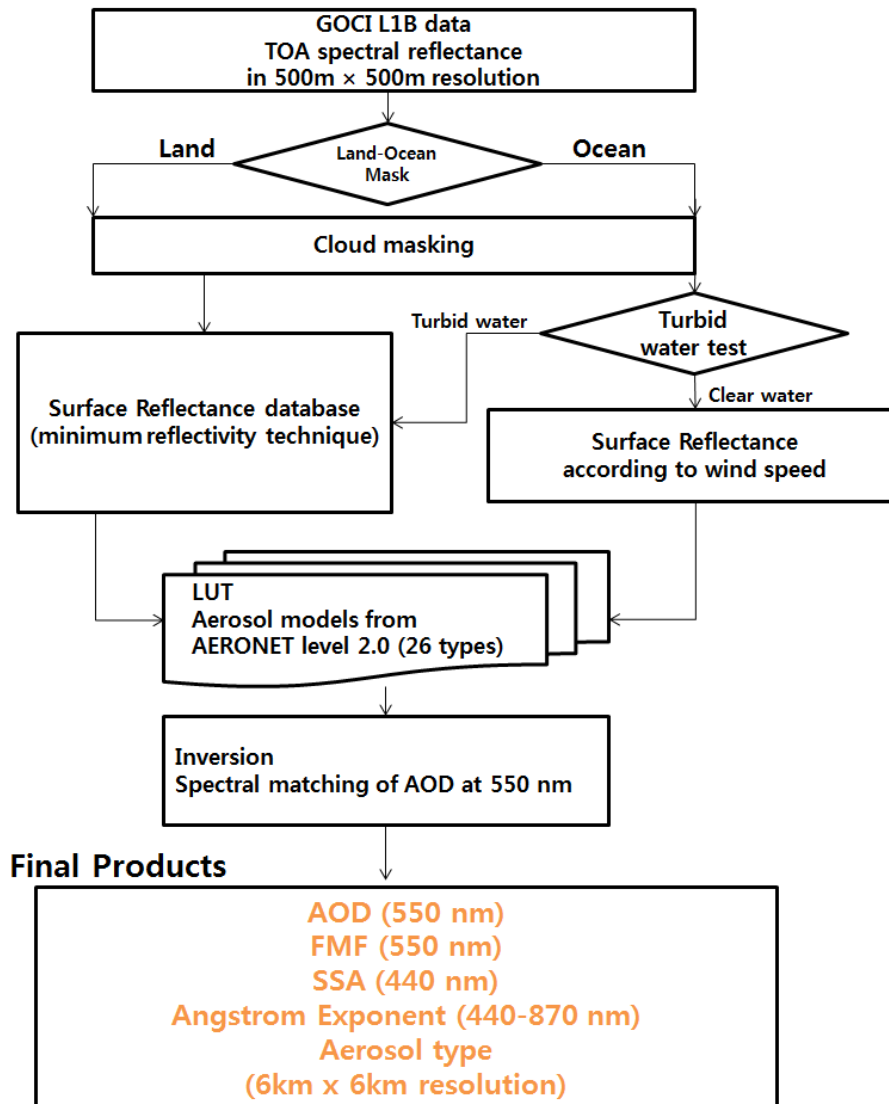 GOCI L1B data
TOA spectral reflectance
in 500m × 500m resolution
Land
Land-Ocean
Mask
Ocean
Cloud masking
Turbid water
Turbid
water test
Clear water
Surface Reflectance database
(minimum reflectivity technique)
Surface Reflectance
according to wind speed
LUT
Aerosol models from
AERONET level 2.0 (26 types)
Inversion
Spectral matching of AOD at 550 nm
Final Products
AOD (550 nm)
FMF (550 nm)
SSA (440 nm)
Angstrom Exponent (440-870 nm)
Aerosol type
(6km x 6km resolution)